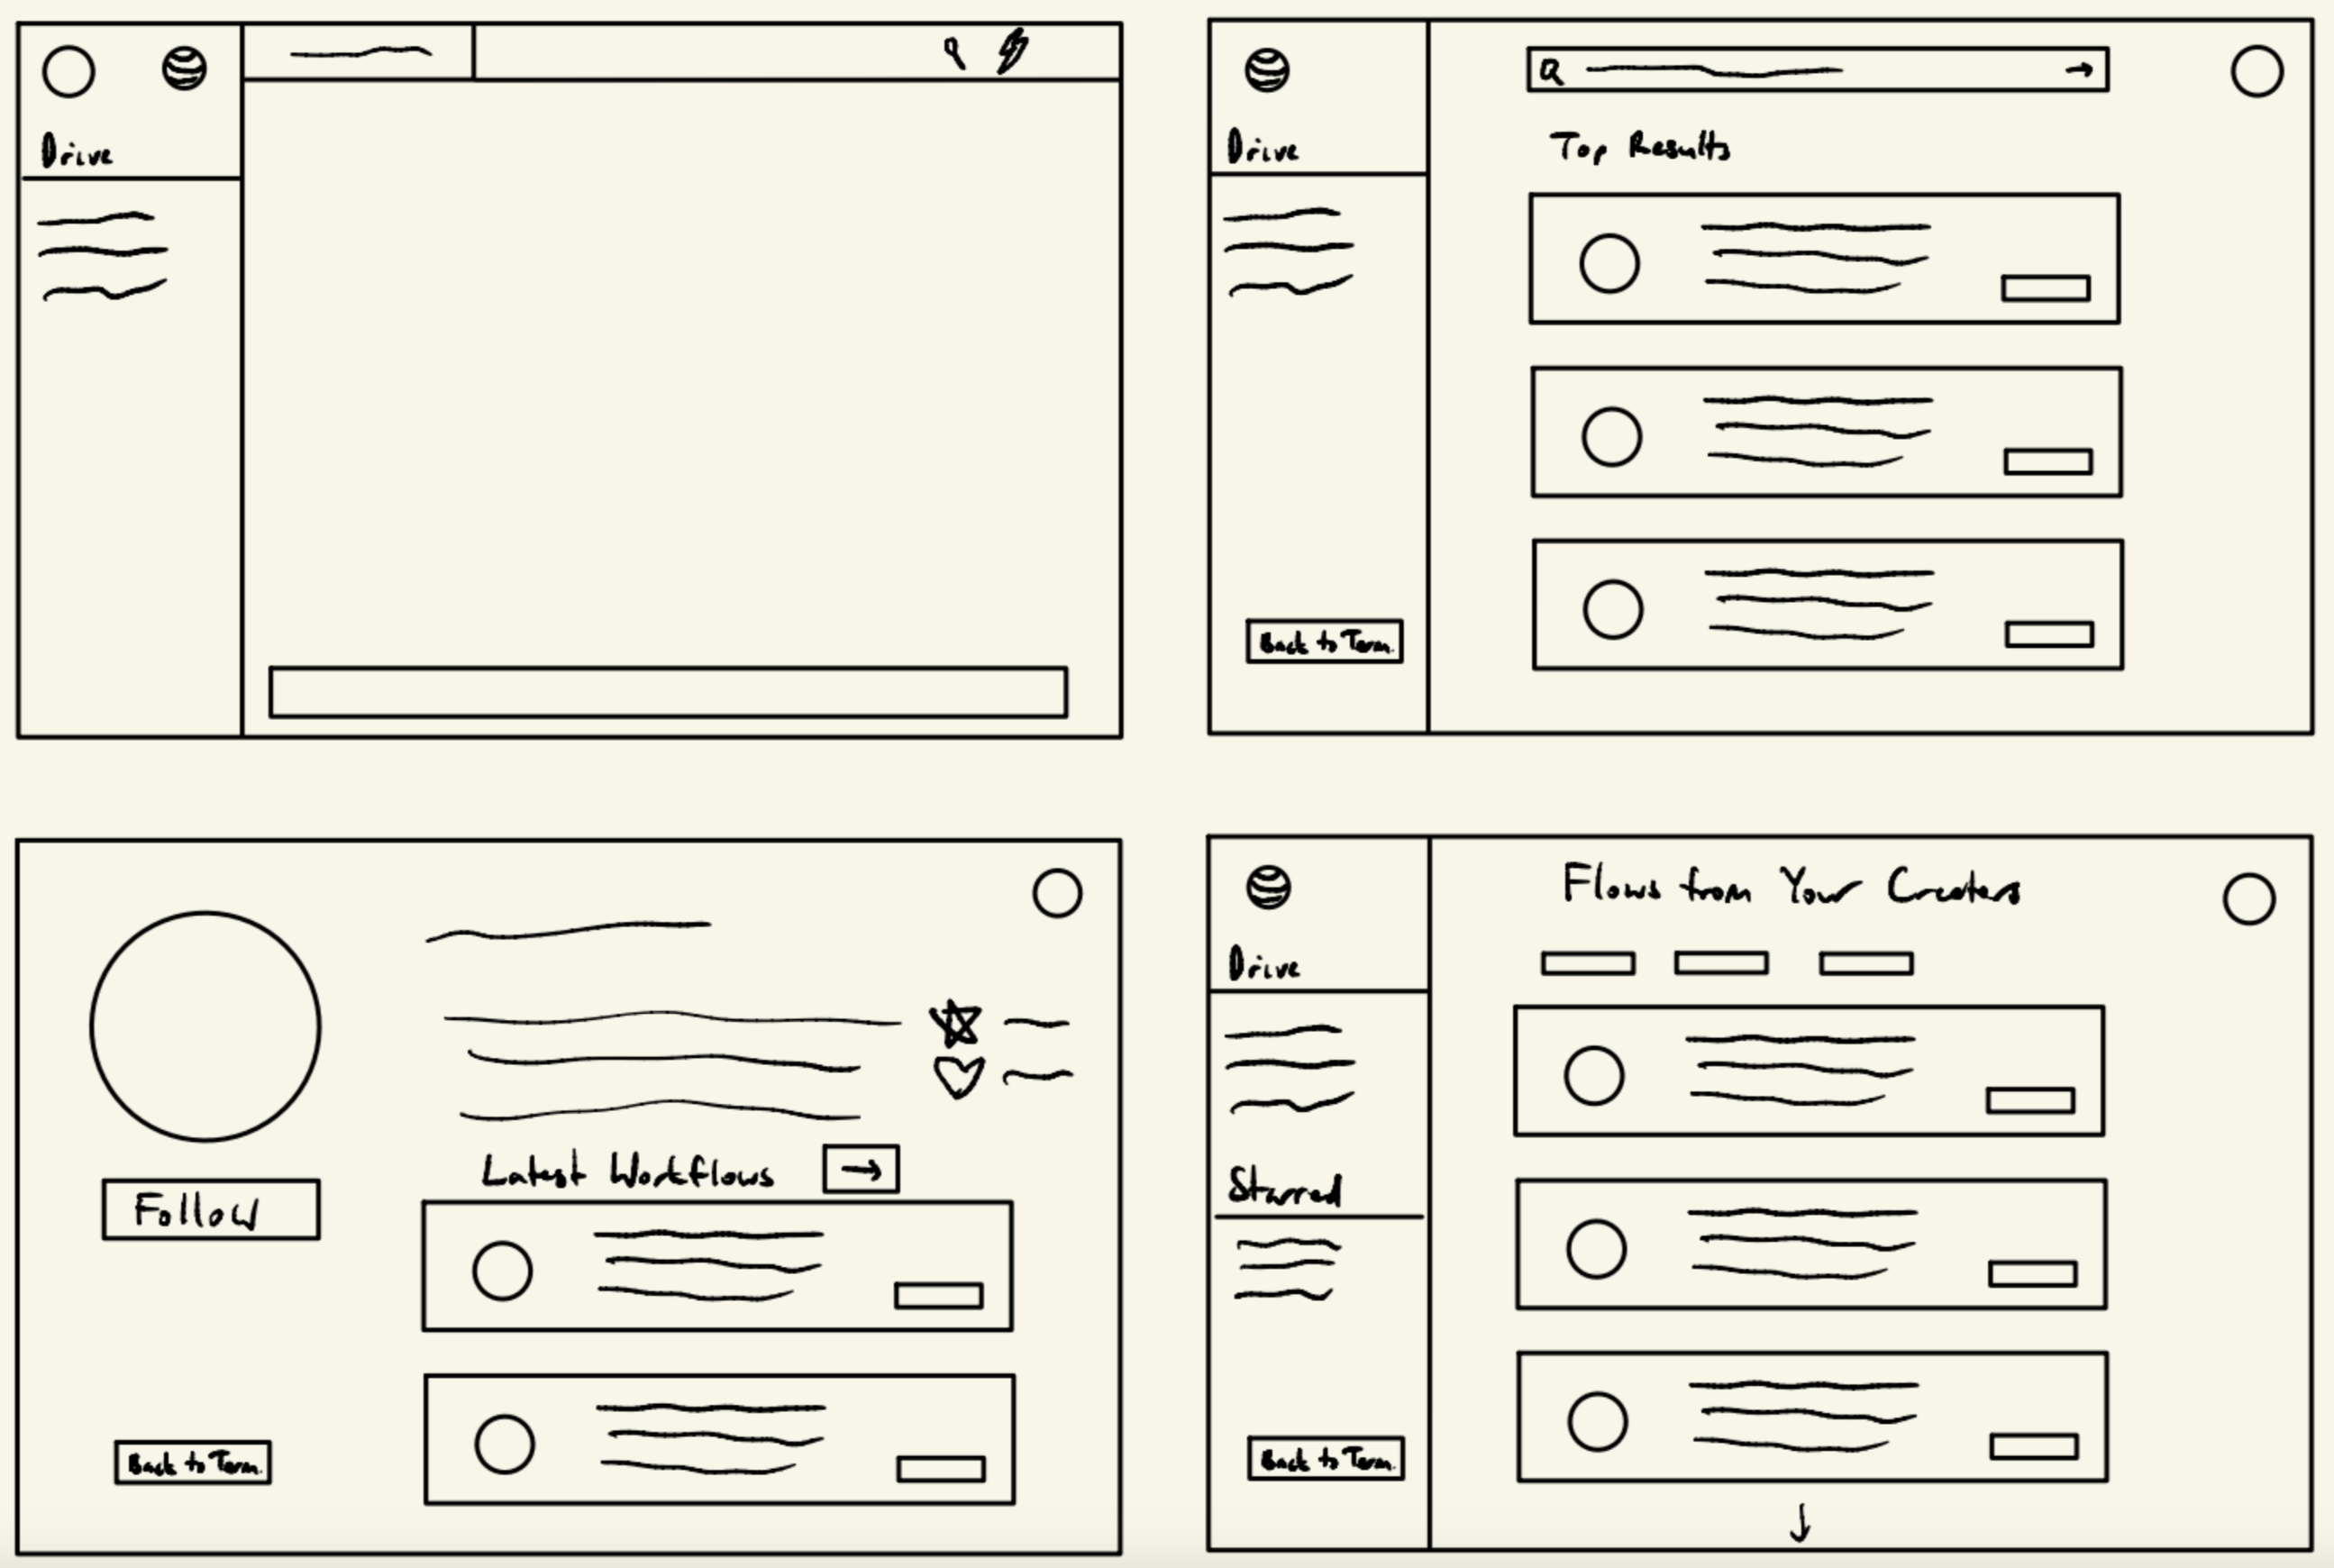 Drive
Drive
Top Results
Back to Term.
Follow
Latest Workflows
Back to Term.
Drive
Starred
Back to Term.
Flows from Your Creators